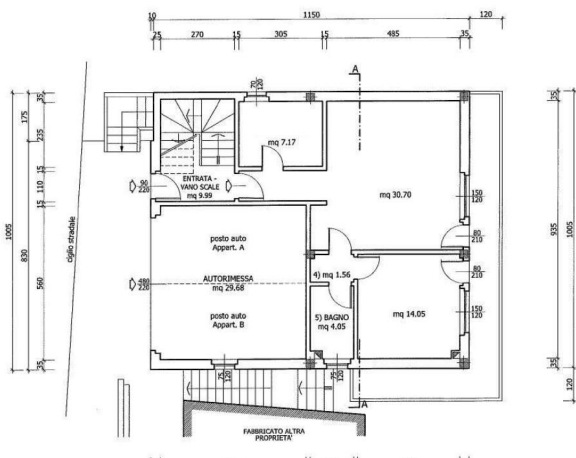 10 1150 120
25 270 15 305 15 485 35
A
70
120
35
175
235
15
110
15
1005
830
560
35
35
935
1005
35
120
mq 7.17
ENTRATA -
VANO SCALE
mq 9.99
90
220
mq 30.70
150
120
80
210
80
210
150
120
posto auto
Appart. A
480
220
AUTORIMESSA
mq 29.68
posto auto
Appart. B
4) mq 1.56
5) BAGNO
mq 4.05
mq 14.05
75
120
75
120
A
ciglio stradale
FABBRICATO ALTRA
PROPRIETA'